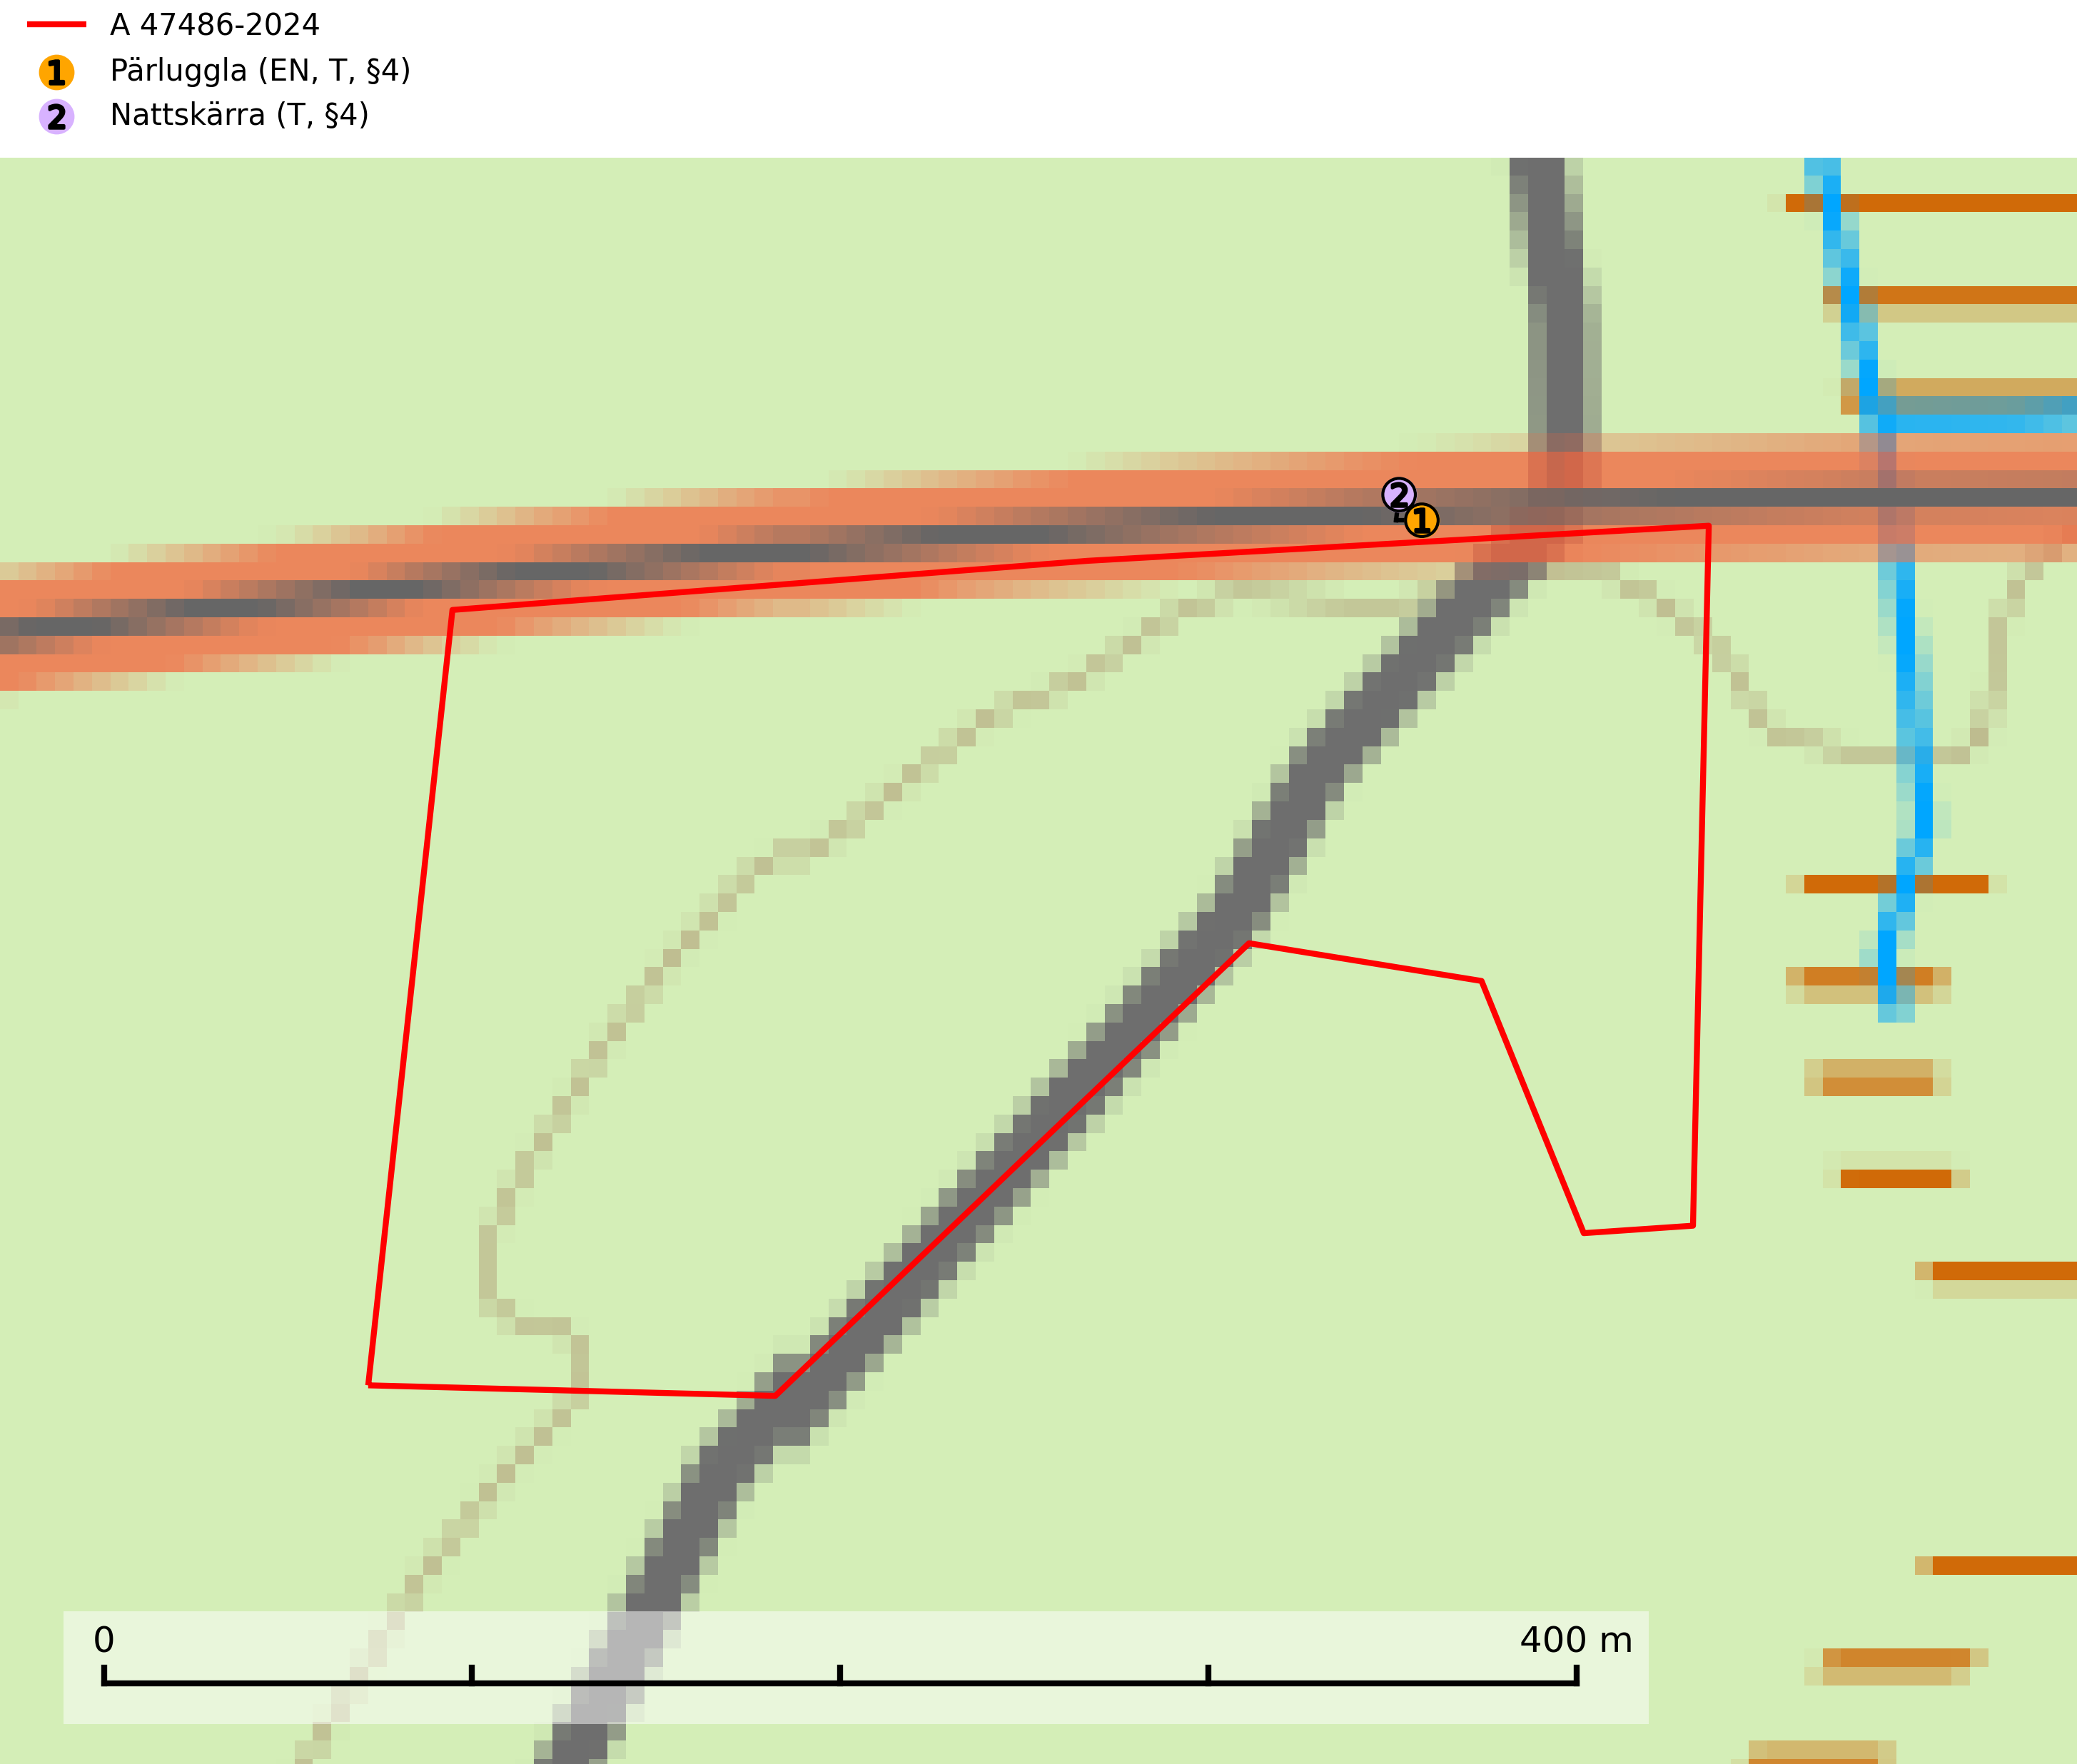 A 47486-2024
1 Pärluggla (EN, T, §4)
2 Nattskärra (T, §4)
2
1
0 400 m